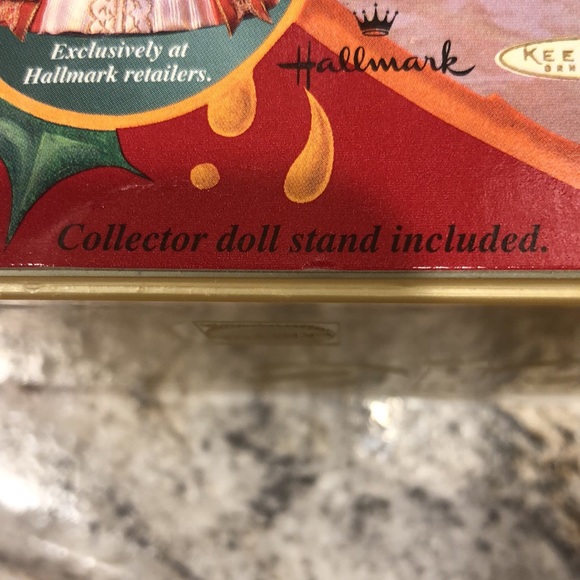 Exclusively at
Hallmark retailers.
Hallmark
Collector doll stand included.